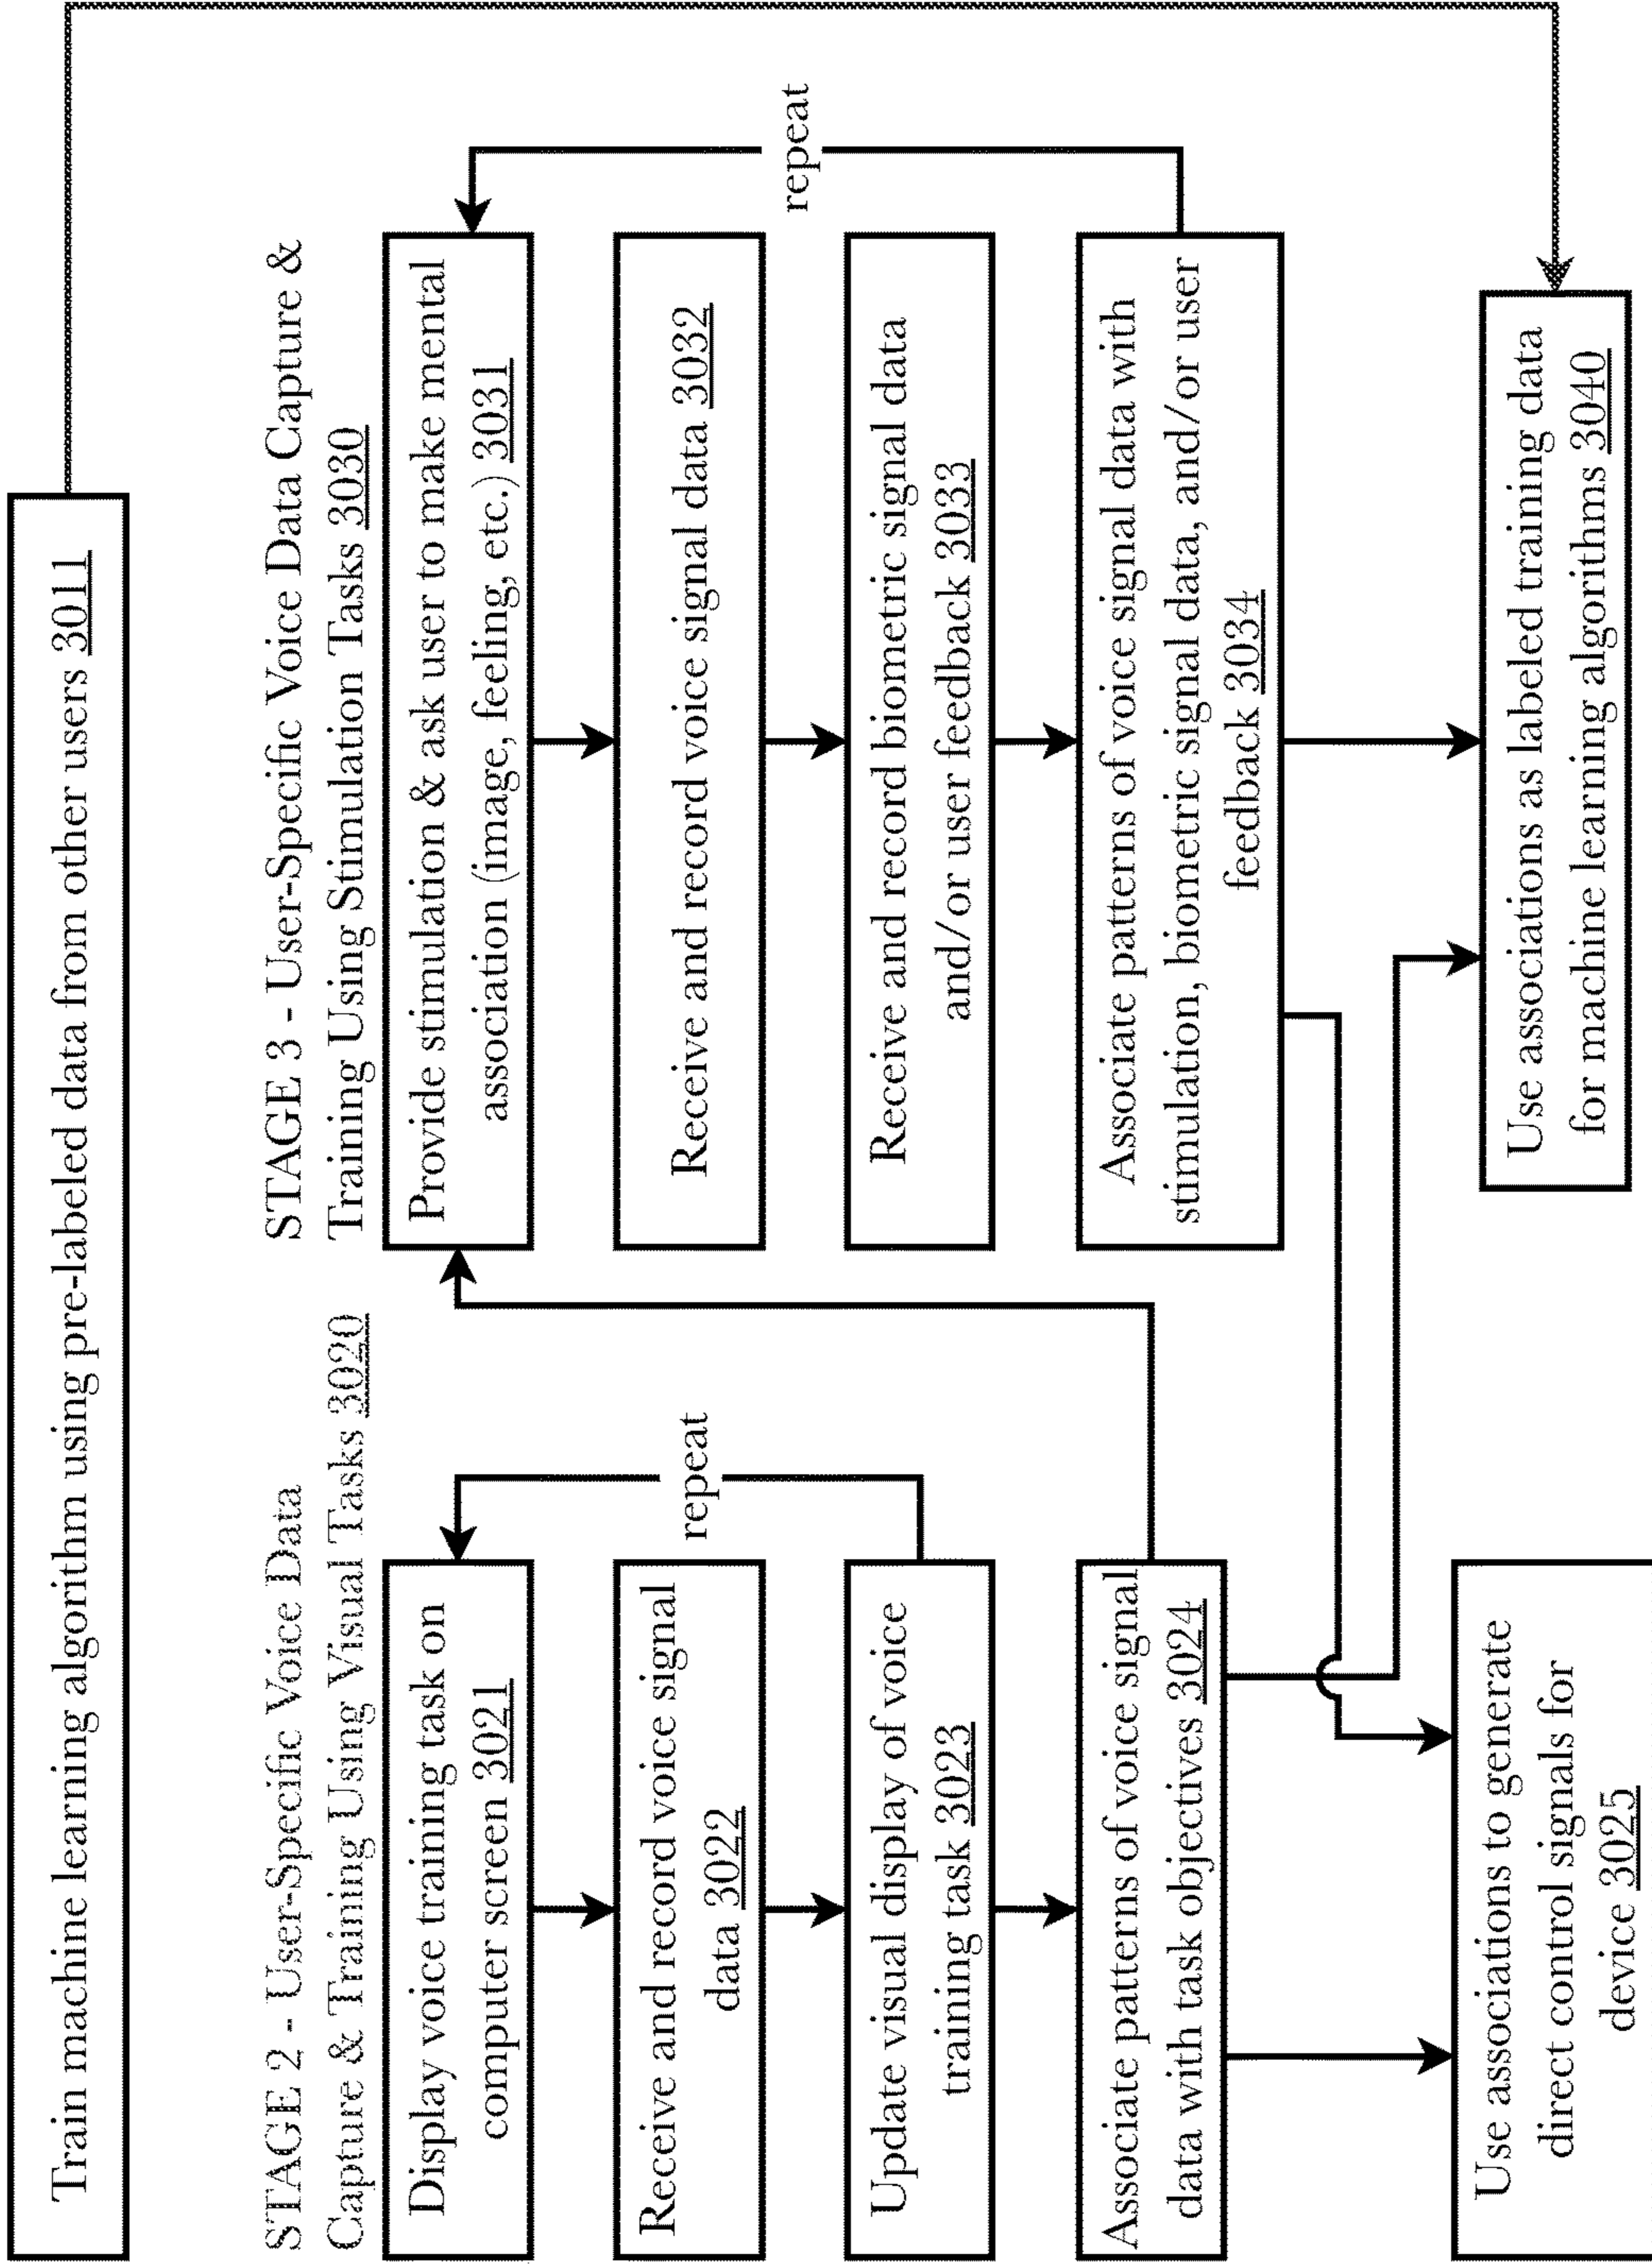 Train machine learning algorithm using pre-labeled data from other users 3011
STAGE 2 - User-Specific Voice Data
Capture & Training Using Visual Tasks 3020
Display voice training task on
computer screen 3021
Receive and record voice signal
data 3022
Update visual display of voice
training task 3023
repeat
Associate patterns of voice signal
data with task objectives 3024
Use associations to generate
direct control signals for
device 3025
STAGE 3 - User-Specific Voice Data Capture &
Training Using Stimulation Tasks 3030
Provide stimulation & ask user to make mental
association (image, feeling, etc.) 3031
Receive and record voice signal data 3032
Receive and record biometric signal data
and/or user feedback 3033
Associate patterns of voice signal data with
stimulation, biometric signal data, and/or user
feedback 3034
repeat
Use associations as labeled training data
for machine learning algorithms 3040